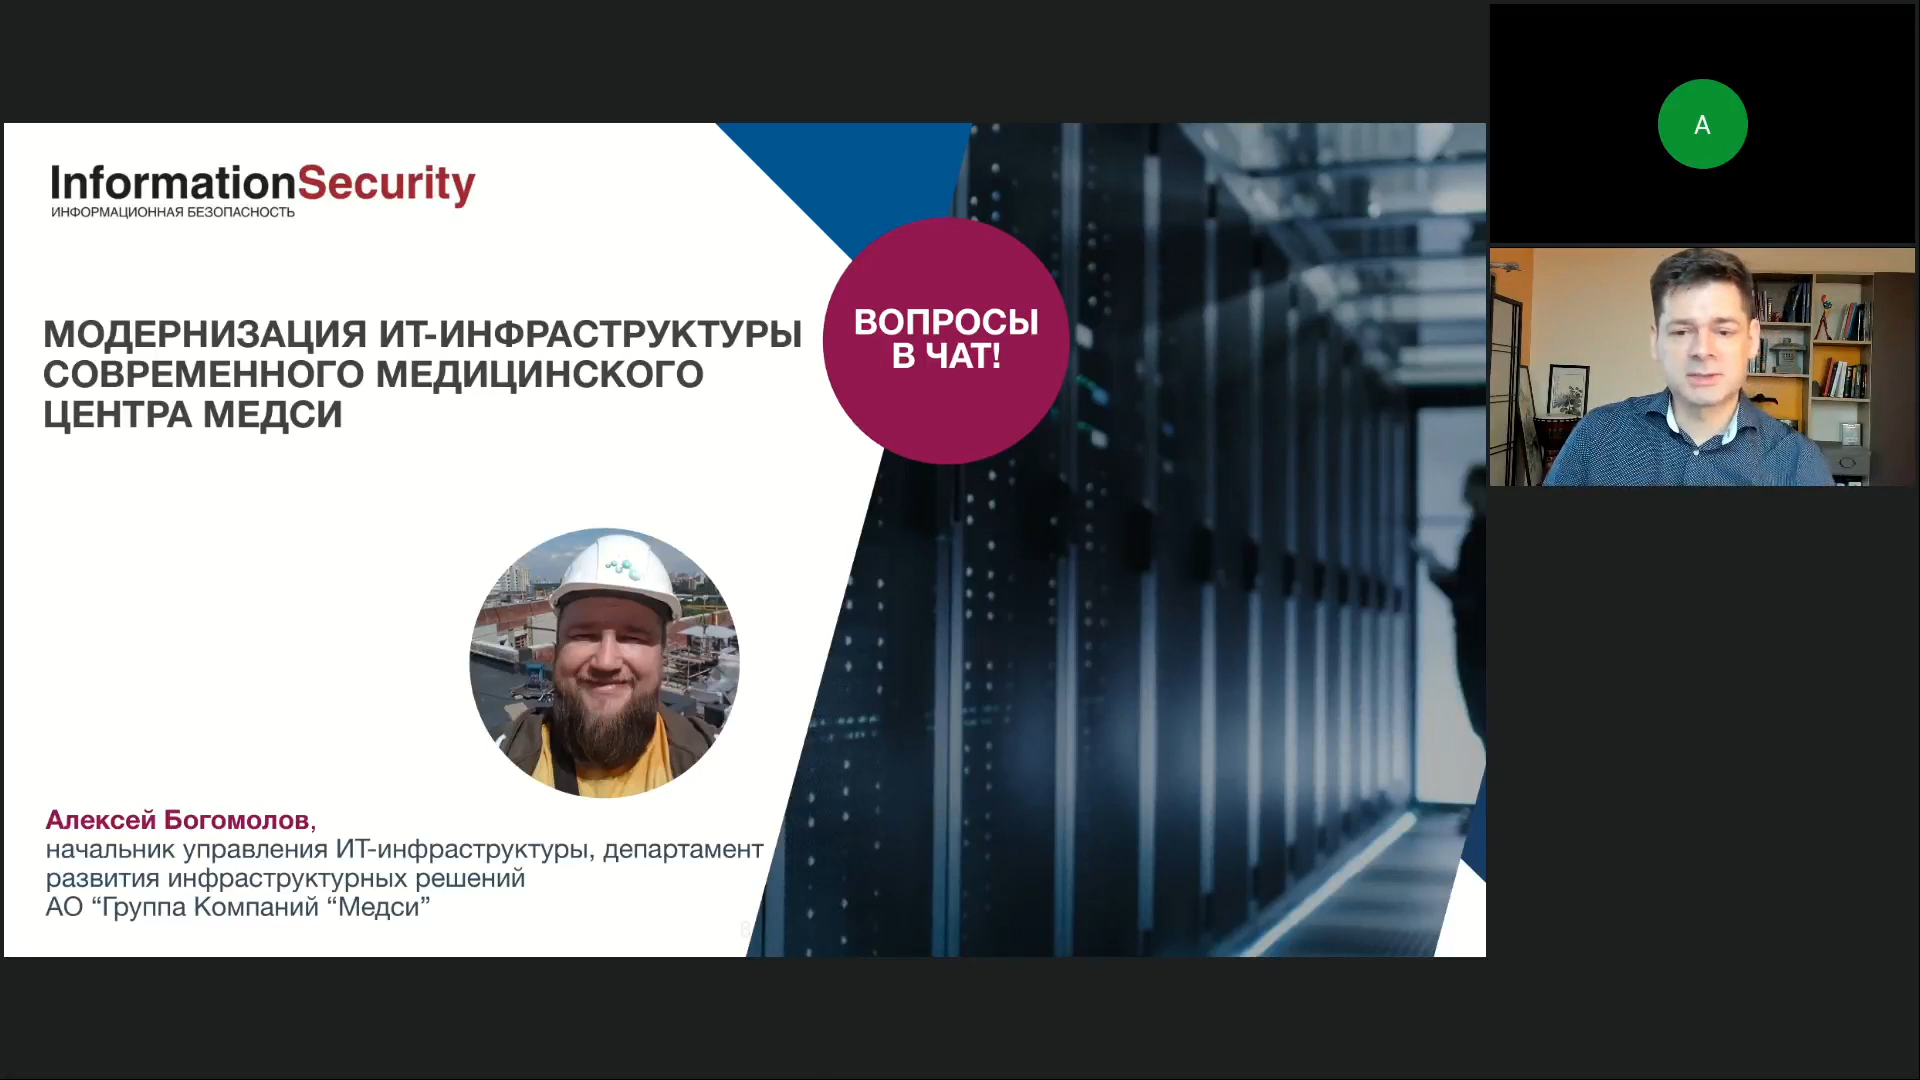 InformationSecurity
ИНФОРМАЦИОННАЯ БЕЗОПАСНОСТЬ
МОДЕРНИЗАЦИЯ ИТ-ИНФРАСТРУКТУРЫ
СОВРЕМЕННОГО МЕДИЦИНСКОГО
ЦЕНТРА МЕДСИ
ВОПРОСЫ
В ЧАТ!
Алексей Богомолов,
начальник управления ИТ-инфраструктуры, департамент
развития инфраструктурных решений
АО “Группа Компаний “Медси”
8
A